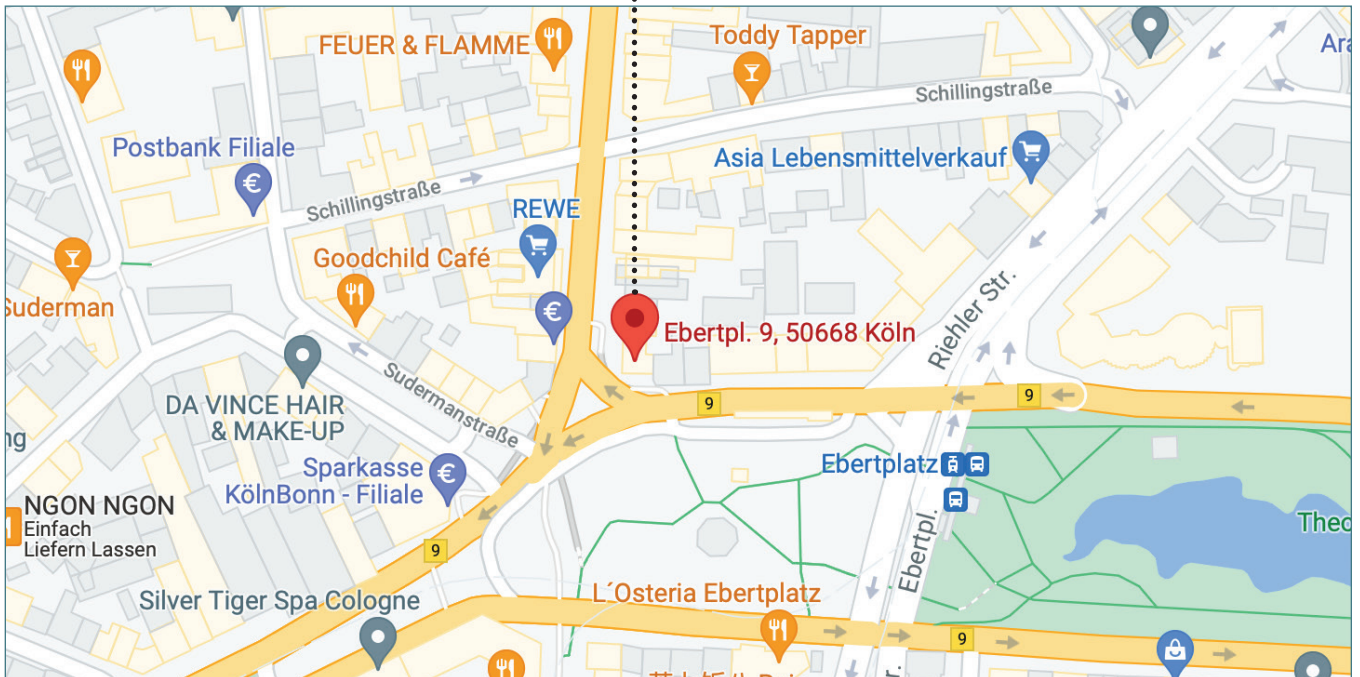 FEUER & FLAMME
Toddy Tapper
Schillingstraße
Postbank Filiale
Asia Lebensmittelverkauf
Schillingstraße
REWE
Goodchild Café
Suderman
Ebertpl. 9, 50668 Köln
Riehler Str.
Sudermanstraße
DA VINCE HAIR
& MAKE-UP
9
9
Sparkasse
KölnBonn - Filiale
Ebertplatz
NGON NGON
Einfach
Liefern Lassen
9
Ebertpl.
Silver Tiger Spa Cologne
L´Osteria Ebertplatz
9